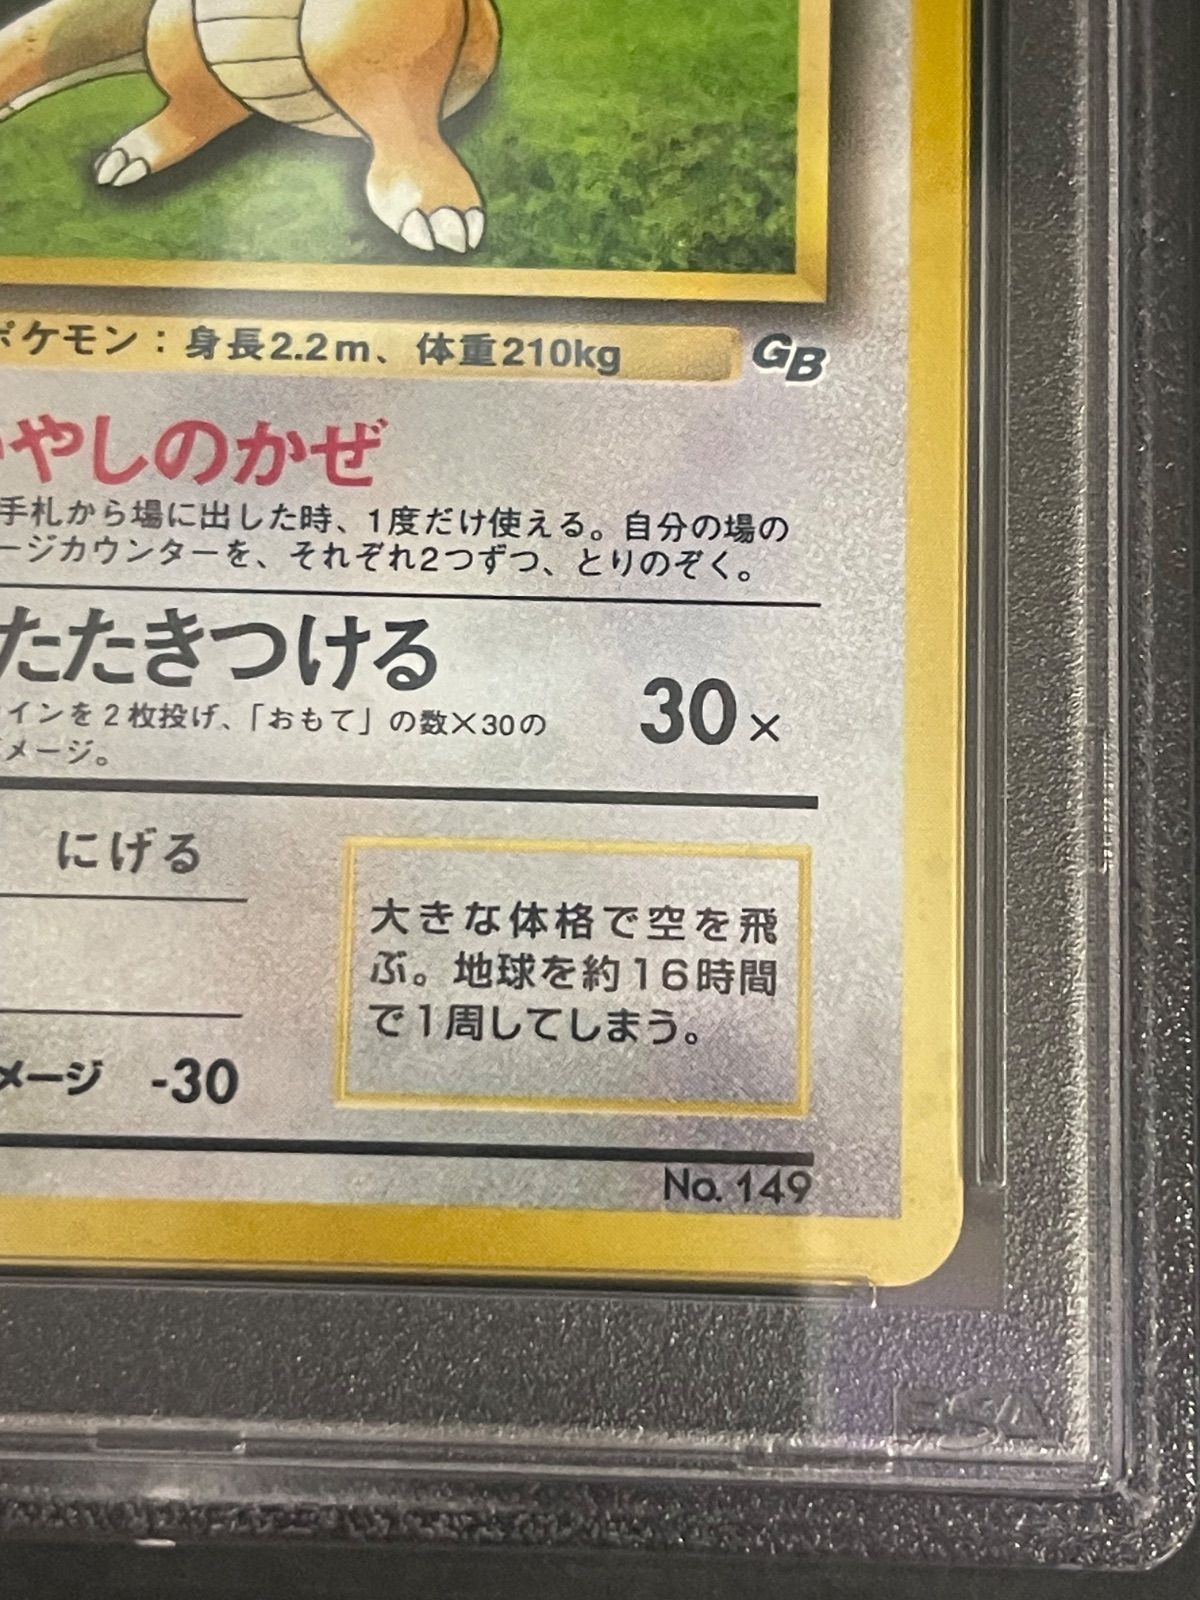 ポケモン：身長2.2m、体重210kg
GB
やしのかぜ
手札から場に出した時、1度だけ使える。自分の場の
ージカウンターを、それぞれ2つずつ、とりのぞく。
たたきつける
30×
インを2枚投げ、「おもて」の数×30の
メージ。
にげる
大きな体格で空を飛
ぶ。地球を約16時間
で1周してしまう。
メージ -30
No. 149
PSA